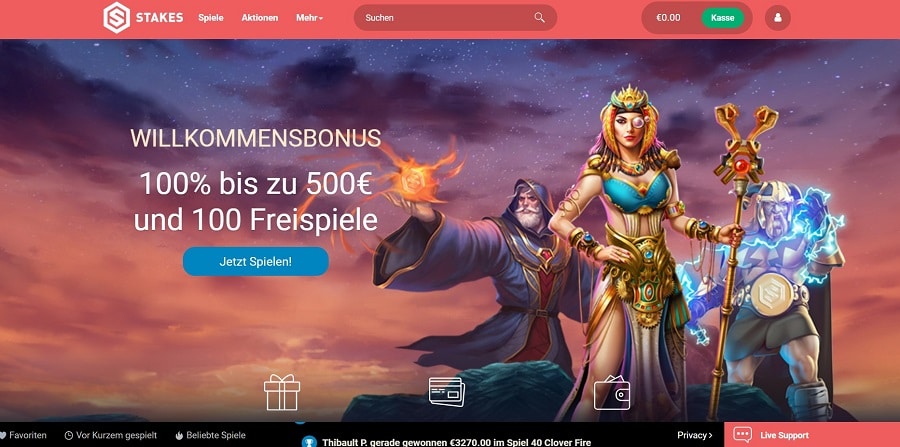 STAKES Spiele Aktionen Mehr Suchen €0.00 Kasse
WILLKOMMENSBONUS
100% bis zu 500€
und 100 Freispiele
Jetzt Spielen!
Favoriten Vor Kurzem gespielt Beliebte Spiele Thibault P. gerade gewonnen €3270.00 im Spiel 40 Clover Fire Privacy Live Support